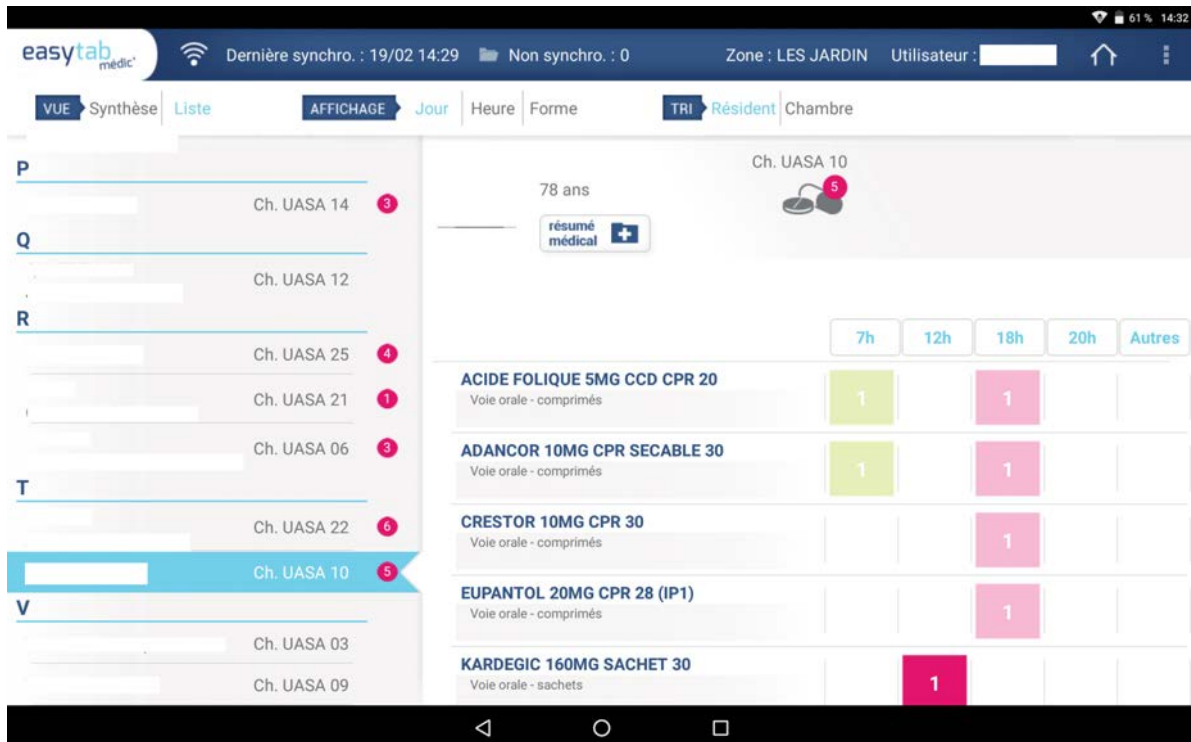 61 % 14:32
easytab médic' Dernière synchro. : 19/02 14:29 Non synchro. : 0 Zone : LES JARDIN Utilisateur :
VUE Synthèse Liste AFFICHAGE Jour Heure Forme TRI Résident Chambre
P
Ch. UASA 14 3
Q
Ch. UASA 12
R
Ch. UASA 25 4
Ch. UASA 21 1
Ch. UASA 06 3
T
Ch. UASA 22 6
Ch. UASA 10 5
V
Ch. UASA 03
Ch. UASA 09
Ch. UASA 10
78 ans
5
résumé
médical
7h 12h 18h 20h Autres
ACIDE FOLIQUE 5MG CCD CPR 20
Voie orale - comprimés
1 1
ADANCOR 10MG CPR SECABLE 30
Voie orale - comprimés
1 1
CRESTOR 10MG CPR 30
Voie orale - comprimés
1
EUPANTOL 20MG CPR 28 (IP1)
Voie orale - comprimés
1
KARDEGIC 160MG SACHET 30
Voie orale - sachets
1